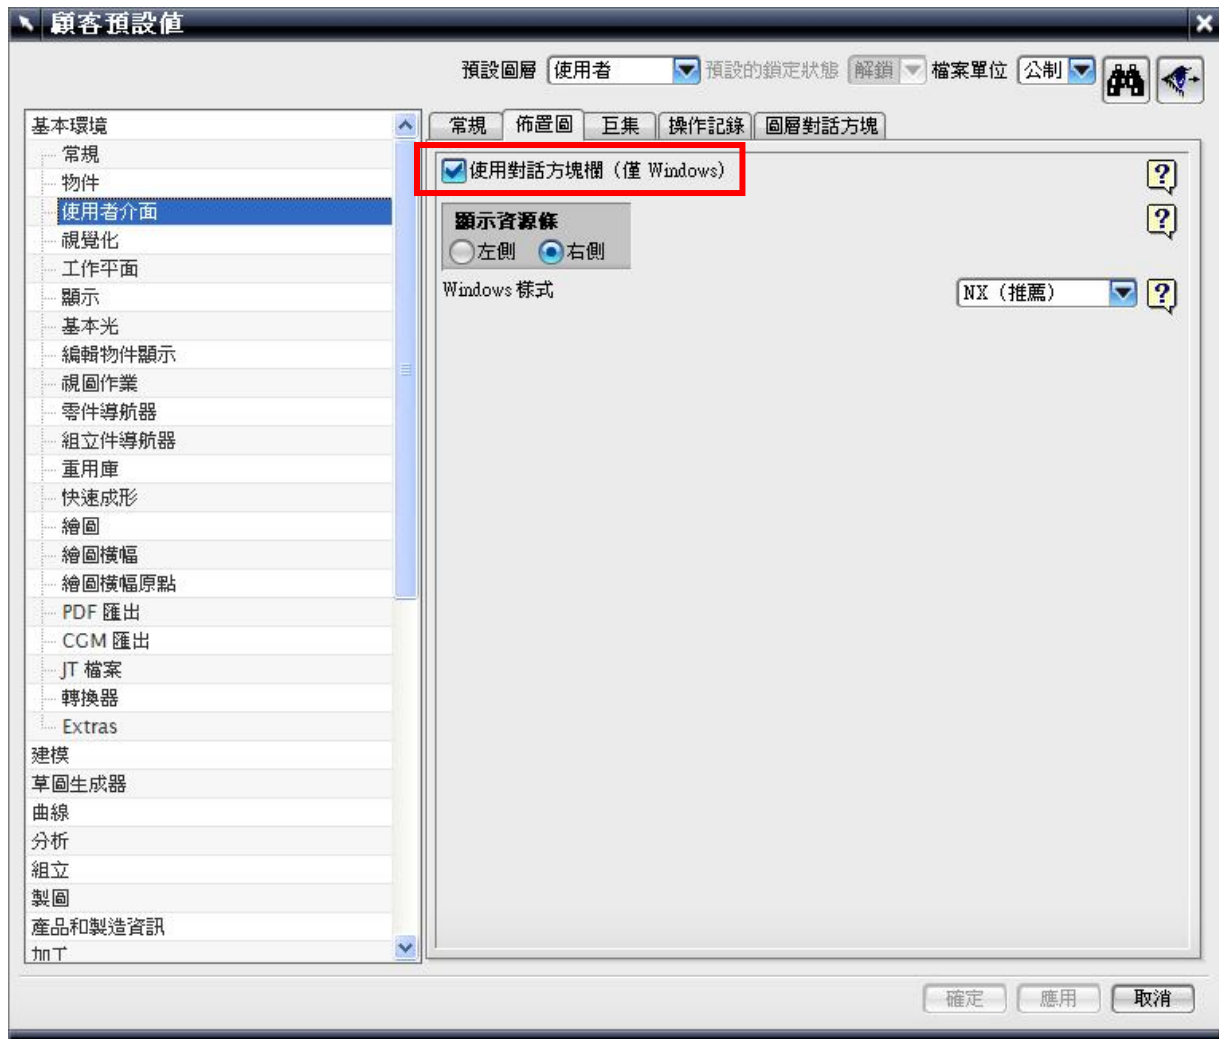 顧客預設值
預設圖層 使用者 預設的鎖定狀態 解鎖 檔案單位 公制
基本環境
常規
物件
使用者介面
視覺化
工作平面
顯示
基本光
編輯物件顯示
視圖作業
零件導航器
組立件導航器
重用庫
快速成形
繪圖
繪圖橫幅
繪圖橫幅原點
PDF 匯出
CGM 匯出
JT 檔案
轉換器
Extras
建模
草圖生成器
曲線
分析
組立
製圖
產品和製造資訊
加工
常規 佈置圖 巨集 操作記錄 圖層對話方塊
使用對話方塊欄（僅 Windows）
顯示資源條
左側 右側
Windows 樣式 NX（推薦）
確定 應用 取消